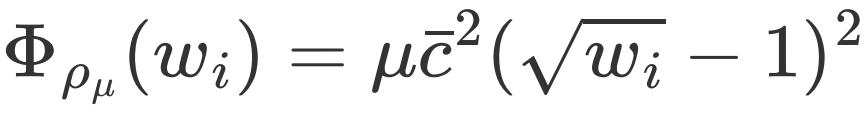 Φ_{ρ_μ}(w_i) = μc̄²(√w_i − 1)²